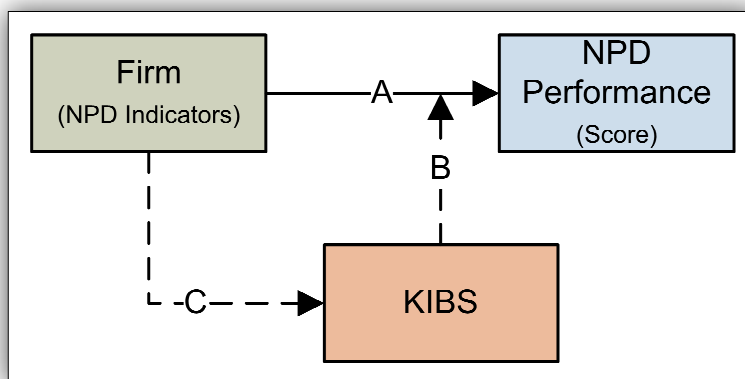 Firm
(NPD Indicators)
A
NPD
Performance
(Score)
B
C
KIBS